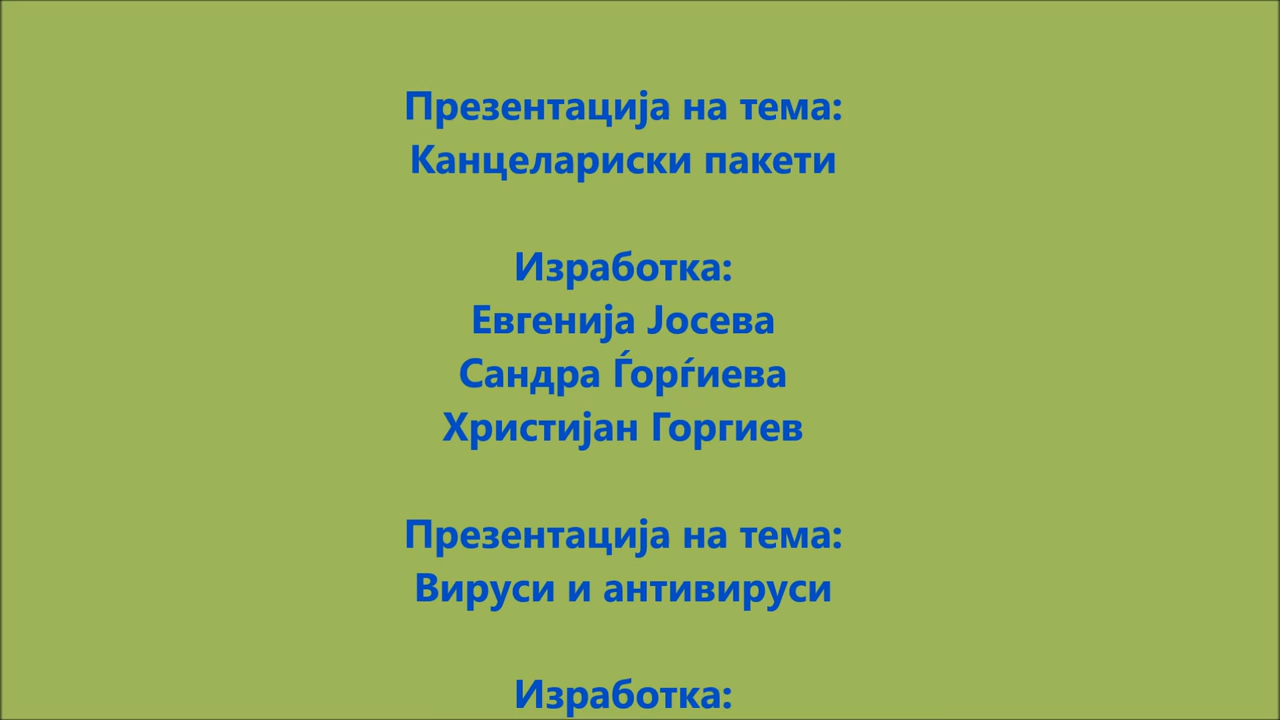 Презентација на тема:
Канцелариски пакети
Изработка:
Евгенија Јосева
Сандра Ѓорѓиева
Христијан Горгиев
Презентација на тема:
Вируси и антивируси
Изработка: